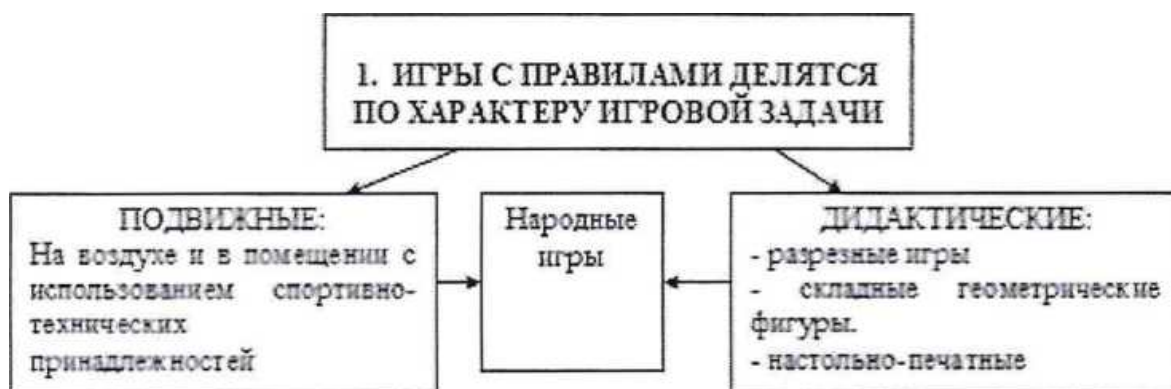 1. ИГРЫ С ПРАВИЛАМИ ДЕЛЯТСЯ
ПО ХАРАКТЕРУ ИГРОВОЙ ЗАДАЧИ
ПОДВИЖНЫЕ:
На воздухе и в помещении с
использованием спортивно-
технических
принадлежностей
Народные
игры
ДИДАКТИЧЕСКИЕ:
- разрезные игры
- складные геометрические
фигуры.
- настольно-печатные